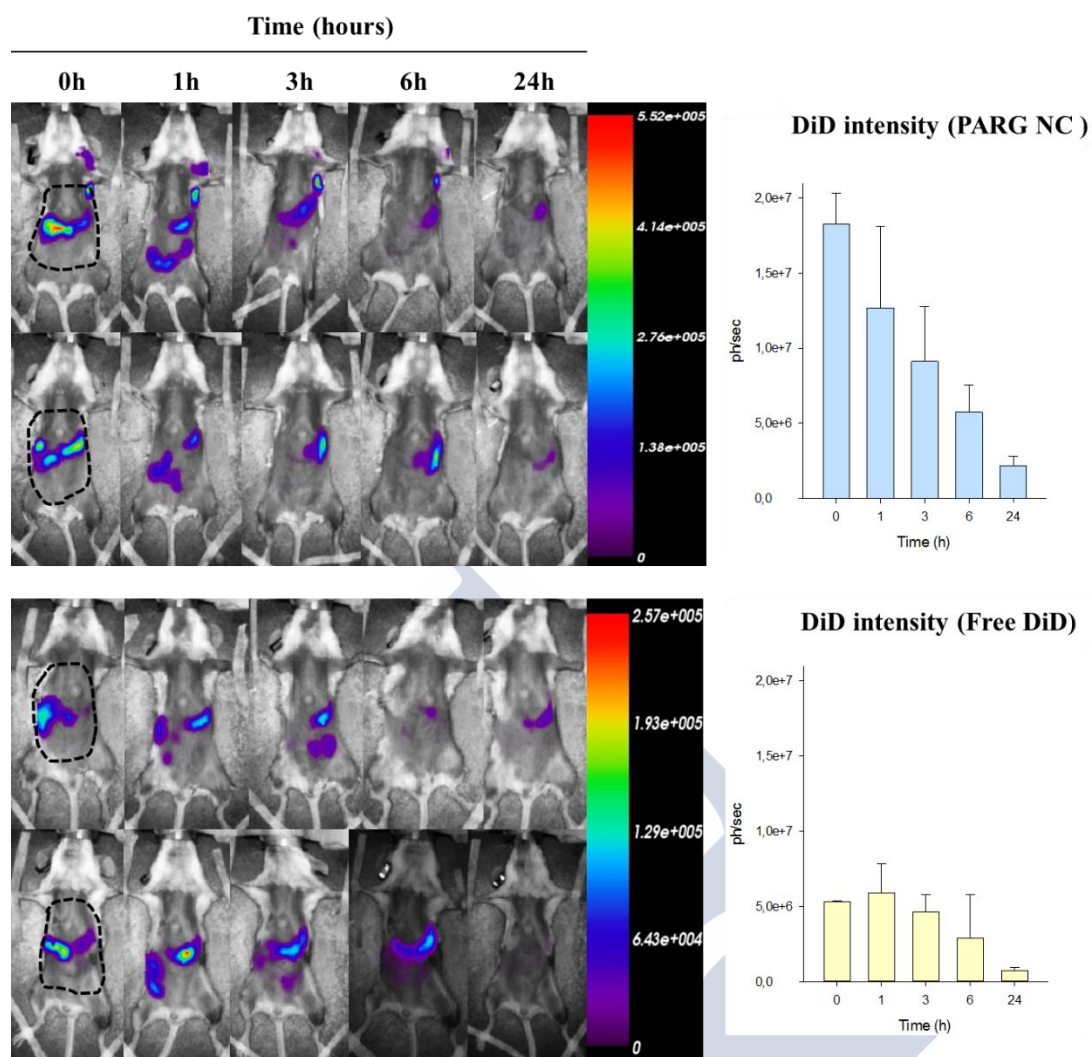 Time (hours)
0h 1h 3h 6h 24h
5.52e+005
4.14e+005
2.76e+005
1.38e+005
0
DiD intensity (PARG NC )
2,0e+7
1,5e+7
1,0e+7
5,0e+6
0,0
ph/sec
0 1 3 6 24
Time (h)
2.57e+005
1.93e+005
1.29e+005
6.43e+004
0
DiD intensity (Free DiD)
2,0e+7
1,5e+7
1,0e+7
5,0e+6
0,0
ph/sec
0 1 3 6 24
Time (h)